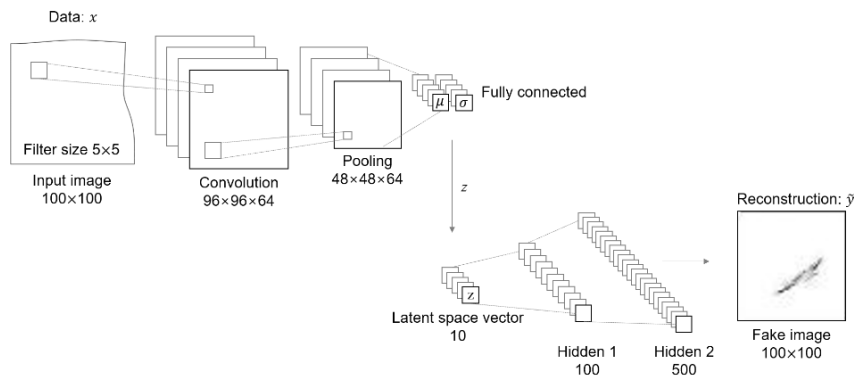 Data: x
Filter size 5×5
Input image
100×100
Convolution
96×96×64
Pooling
48×48×64
μ
σ
Fully connected
z
z
Latent space vector
10
Hidden 1
100
Hidden 2
500
Reconstruction: ỹ
Fake image
100×100